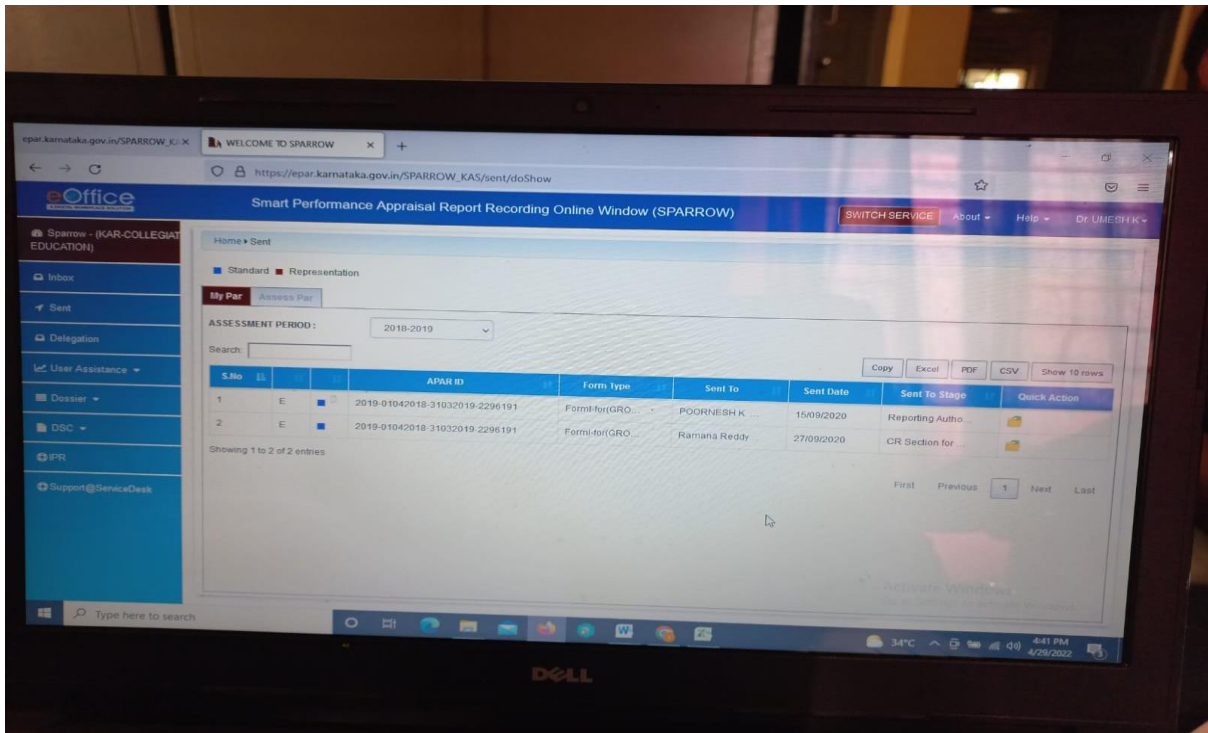 epar.karnataka.gov.in/SPARROW_KA
WELCOME TO SPARROW
https://epar.karnataka.gov.in/SPARROW_KAS/sent/doShow
eOffice
Smart Performance Appraisal Report Recording Online Window (SPARROW)
SWITCH SERVICE About Help Dr. UMESH K
Sparrow - (KAR-COLLEGIAT
EDUCATION)
Inbox
Sent
Delegation
User Assistance
Dossier
DSC
IPR
Support@ServiceDesk
Home Sent
Standard Representation
My Par Assess Par
ASSESSMENT PERIOD : 2018-2019
Search:
Copy Excel PDF CSV Show 10 rows
S.No APAR ID Form Type Sent To Sent Date Sent To Stage Quick Action
1 E 2019-01042018-31032019-2296191 FormI-for(GRO... POORNESH K ... 15/09/2020 Reporting Autho...
2 E 2019-01042018-31032019-2296191 FormI-for(GRO... Ramana Reddy 27/09/2020 CR Section for ...
Showing 1 to 2 of 2 entries
First Previous 1 Next Last
Activate Windows
Type here to search
34°C
4:41 PM
4/29/2022
DELL